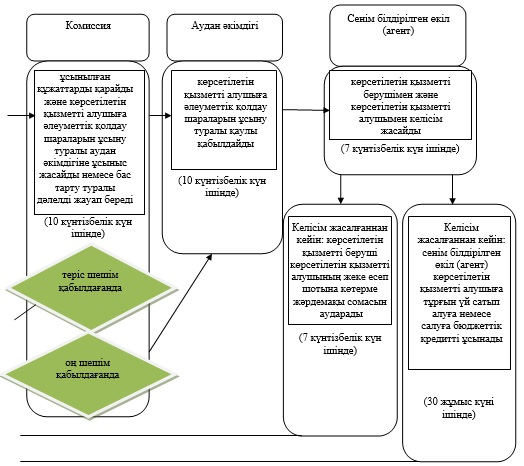 Комиссия
ұсынылған
құжаттарды қарайды
және көрсетілетін
қызметті алушыға
әлеуметтік қолдау
шараларын ұсыну
туралы аудан
әкімдігіне ұсыныс
жасайды немесе бас
тарту туралы
дәлелді жауап береді
(10 күнтізбелік күн
ішінде)
теріс шешім
қабылдағанда
оң шешім
қабылдағанда
Аудан әкімдігі
көрсетілетін
қызметті алушыға
әлеуметтік қолдау
шараларын ұсыну
туралы қаулы
қабылдайды
(10 күнтізбелік күн
ішінде)
Сенім білдірілген өкіл
(агент)
көрсетілетін қызметті
берушімен және
көрсетілетін қызметті
алушымен келісім
жасайды
(7 күнтізбелік күн ішінде)
Келісім жасалғаннан
кейін: көрсетілетін
қызметті беруші
көрсетілетін қызметті
алушының жеке есеп
шотына көтерме
жәрдемақы сомасын
аударады
(7 күнтізбелік күн
ішінде)
Келісім
жасалғаннан кейін:
сенім білдірілген
өкіл (агент)
көрсетілетін
қызметті алушыға
тұрғын үй сатып
алуға немесе
салуға бюджеттік
кредитті ұсынады
(30 жұмыс күні
ішінде)